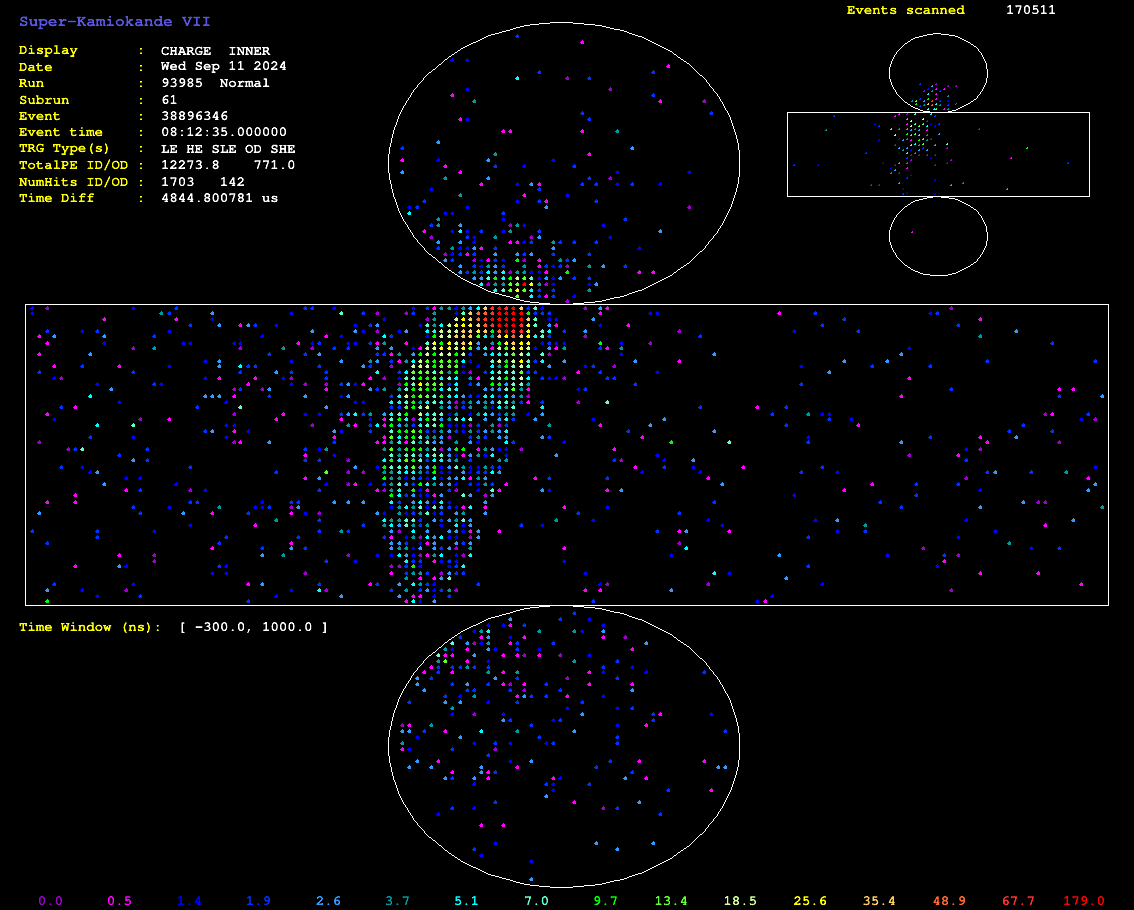 Super-Kamiokande VII
Events scanned 170511
Display : CHARGE INNER
Date : Wed Sep 11 2024
Run : 93985 Normal
Subrun : 61
Event : 38896346
Event time : 08:12:35.000000
TRG Type(s) : LE HE SLE OD SHE
TotalPE ID/OD : 12273.8 771.0
NumHits ID/OD : 1703 142
Time Diff : 4844.800781 us
Time Window (ns): [ -300.0, 1000.0 ]
0.0 0.5 1.4 1.9 2.6 3.7 5.1 7.0 9.7 13.4 18.5 25.6 35.4 48.9 67.7 179.0